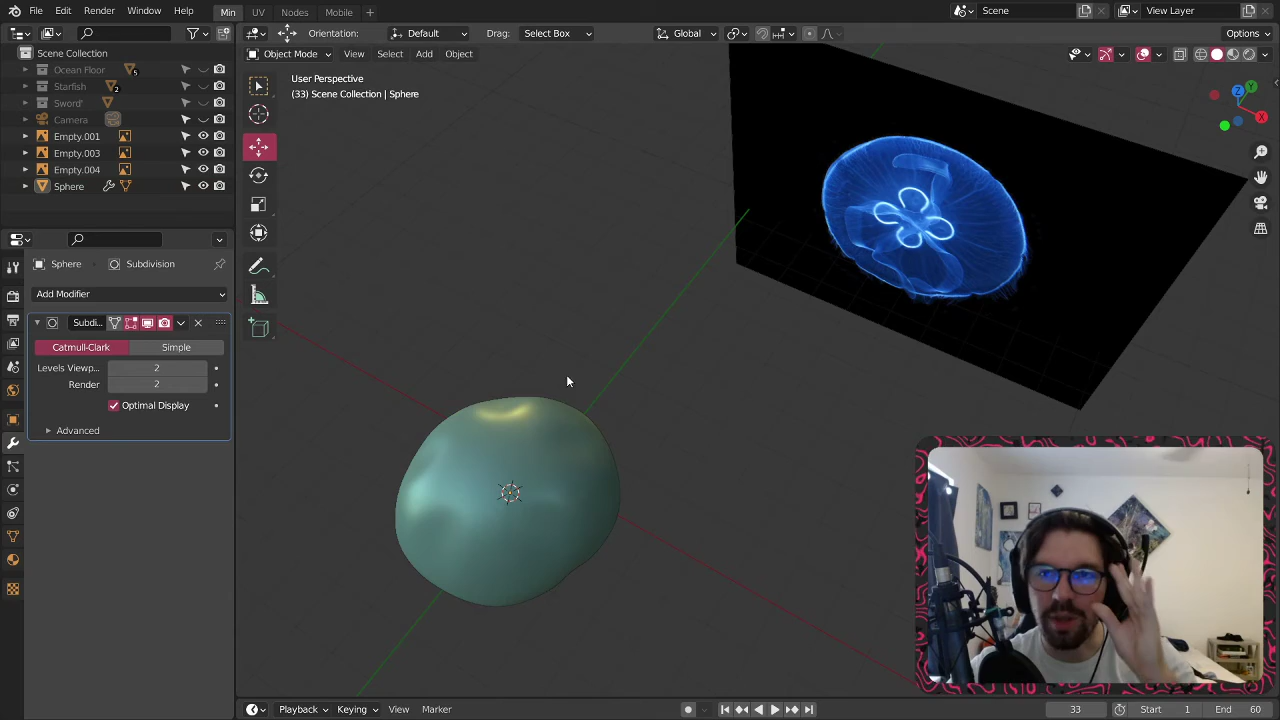 File Edit Render Window Help Min UV Nodes Mobile + Scene View Layer
Orientation: Default Drag: Select Box Global Options
Object Mode View Select Add Object
Scene Collection
Ocean Floor 5
Starfish 2
Sword'
Camera
Empty.001
Empty.003
Empty.004
Sphere
User Perspective
(33) Scene Collection | Sphere
Z Y X
Sphere Subdivision
Add Modifier
Subdi...
Catmull-Clark Simple
Levels Viewp... 2
Render 2
Optimal Display
Advanced
Playback Keying View Marker 33 Start 1 End 60